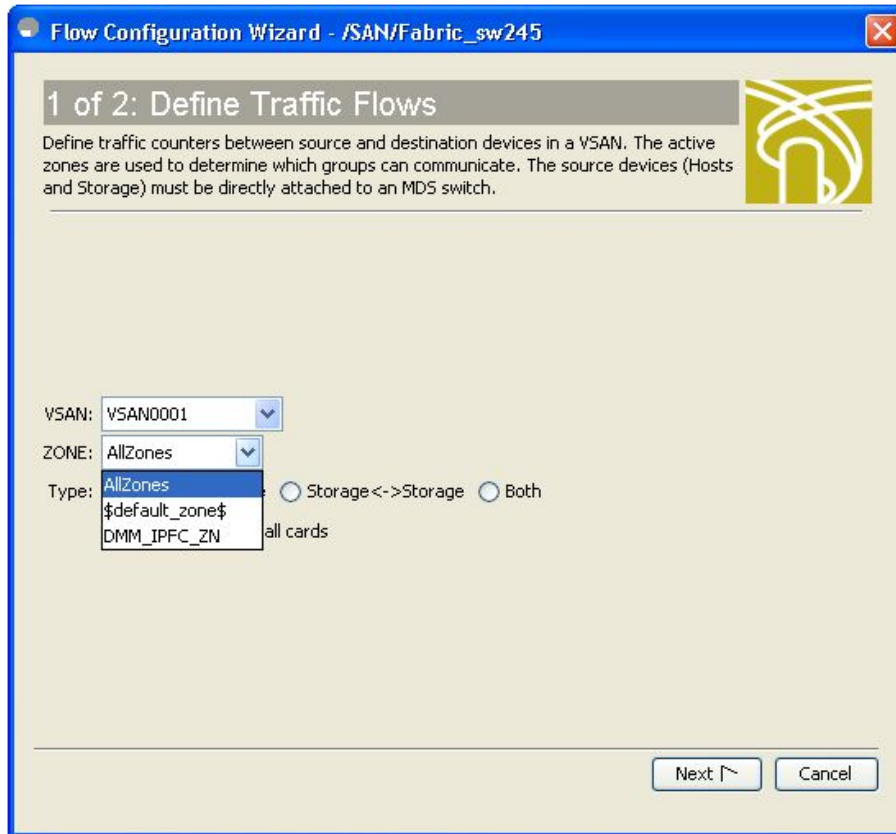 Flow Configuration Wizard - /SAN/Fabric_sw245
1 of 2: Define Traffic Flows
Define traffic counters between source and destination devices in a VSAN. The active
zones are used to determine which groups can communicate. The source devices (Hosts
and Storage) must be directly attached to an MDS switch.
VSAN: VSAN0001
ZONE: AllZones
AllZones
Type: Storage<->Storage Both
$default_zone$
DMM_IPFC_ZN all cards
Next Cancel